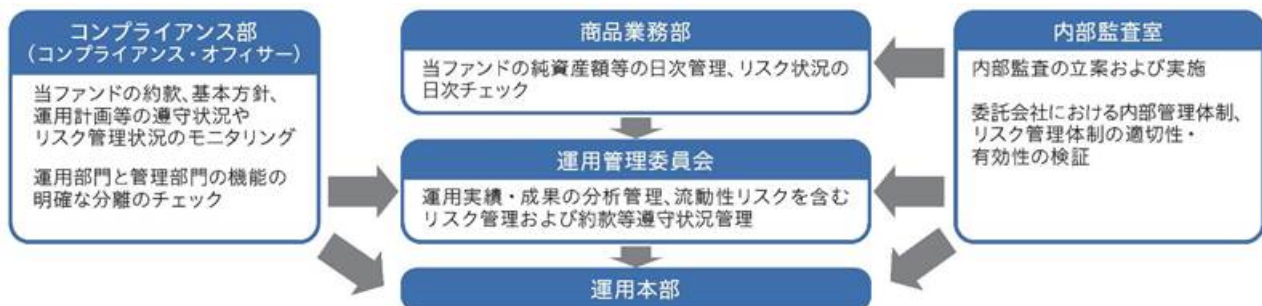 コンプライアンス部
(コンプライアンス・オフィサー)
当ファンドの約款、基本方針、
運用計画等の遵守状況や
リスク管理状況のモニタリング
運用部門と管理部門の機能の
明確な分離のチェック
商品業務部
当ファンドの純資産額等の日次管理、リスク状況の
日次チェック
運用管理委員会
運用実績・成果の分析管理、流動性リスクを含む
リスク管理および約款等遵守状況管理
運用本部
内部監査室
内部監査の立案および実施
委託会社における内部管理体制、
リスク管理体制の適切性・
有効性の検証